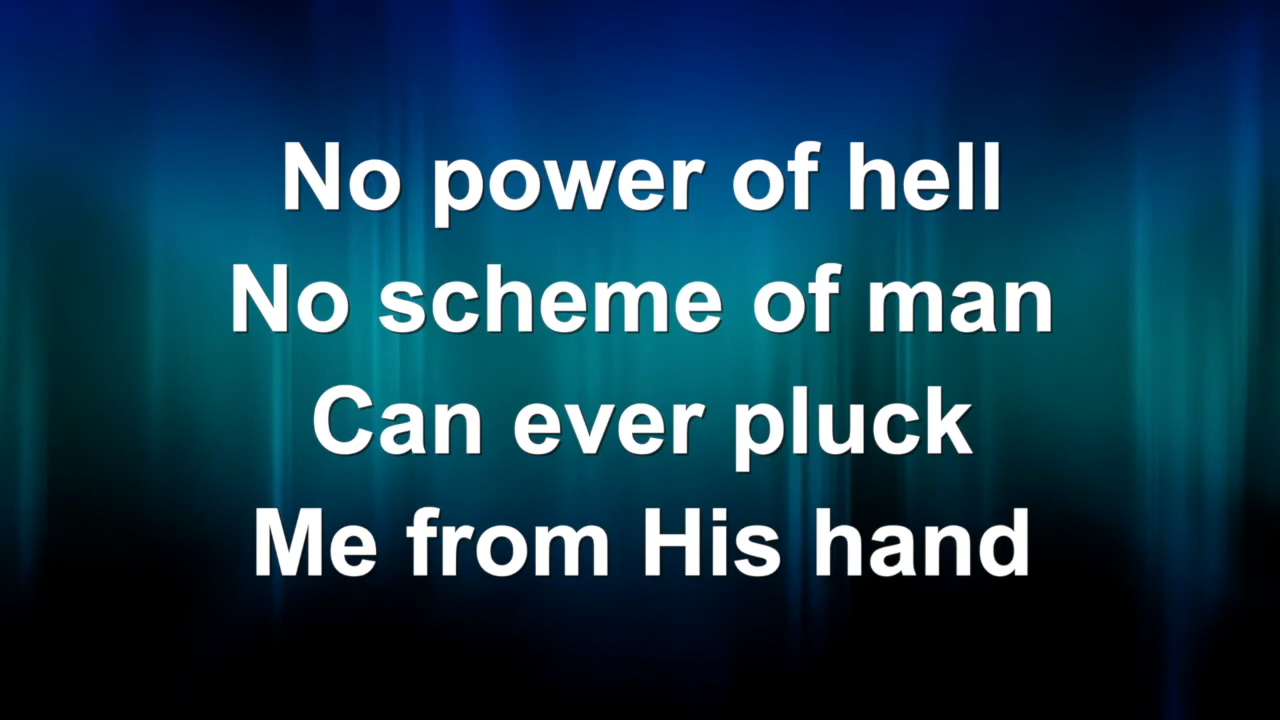 No power of hell
No scheme of man
Can ever pluck
Me from His hand